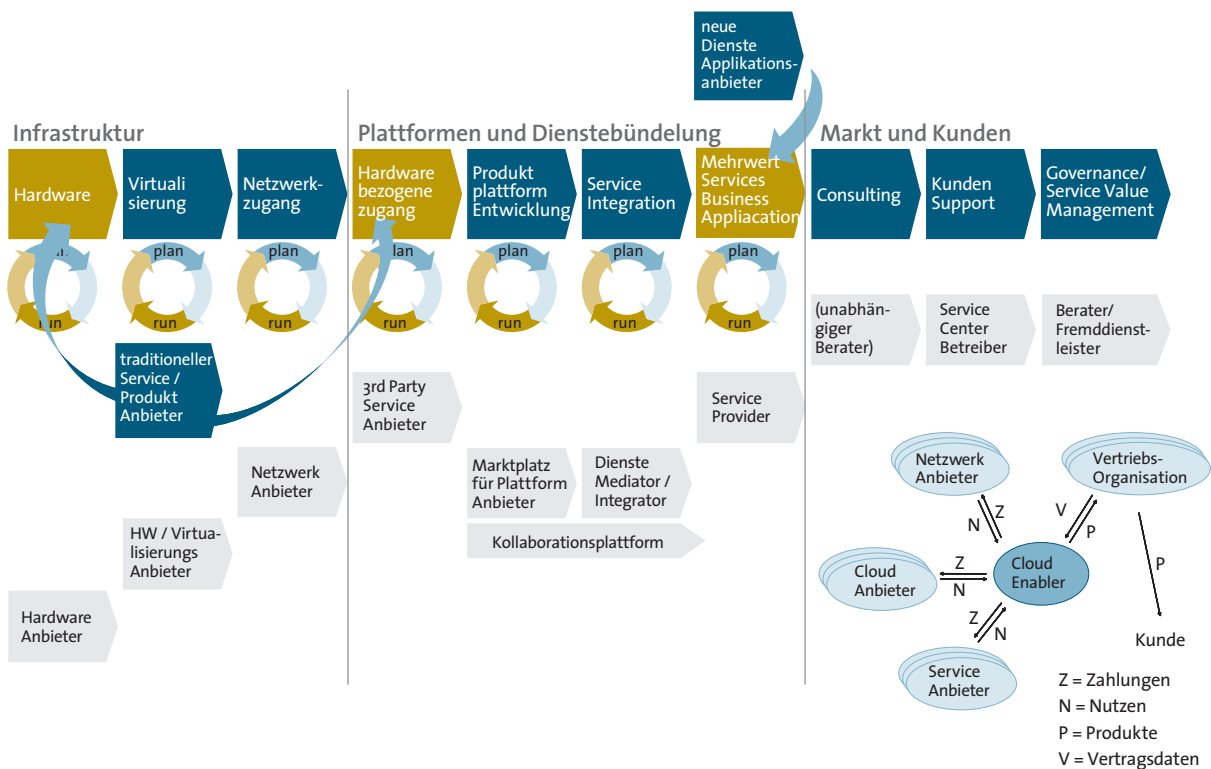 neue
Dienste
Applikations-
anbieter
Infrastruktur
Plattformen und Dienstebündelung
Markt und Kunden
Hardware
Virtuali
sierung
Netzwerk-
zugang
Hardware
bezogene
zugang
Produkt
plattform
Entwicklung
Service
Integration
Mehrwert
Services
Business
Appliacation
Consulting
Kunden
Support
Governance/
Service Value
Management
plan
plan
plan
plan
plan
plan
run
run
run
run
run
run
run
(unabhän-
giger
Berater)
Service
Center
Betreiber
Berater/
Fremddienst-
leister
traditioneller
Service /
Produkt
Anbieter
3rd Party
Service
Anbieter
Service
Provider
Netzwerk
Anbieter
Marktplatz
für Plattform
Anbieter
Dienste
Mediator /
Integrator
HW / Virtua-
lisierungs
Anbieter
Kollaborationsplattform
Hardware
Anbieter
Netzwerk
Anbieter
Vertriebs-
Organisation
Z
N
V
P
Cloud
Anbieter
Z
N
Cloud
Enabler
P
Z
N
Service
Anbieter
Kunde
Z = Zahlungen
N = Nutzen
P = Produkte
V = Vertragsdaten